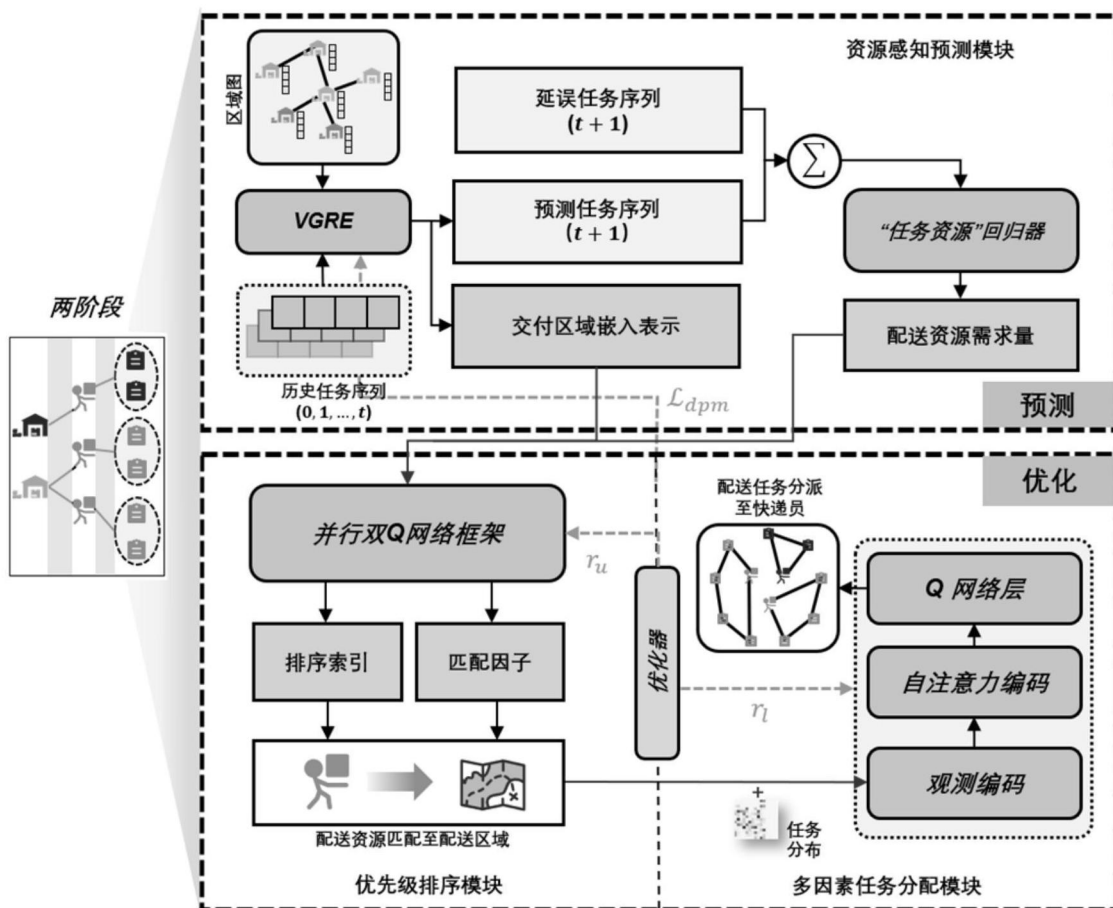 两阶段
资源感知预测模块
区域图
VGRE
历史任务序列
(0, 1, ..., t)
延误任务序列
(t + 1)
预测任务序列
(t + 1)
交付区域嵌入表示
∑
“任务资源”回归器
配送资源需求量
预测
ℒdpm
优化
并行双Q网络框架
排序索引
匹配因子
配送资源匹配至配送区域
优先级排序模块
ru
优化器
rl
配送任务分派
至快递员
Q 网络层
自注意力编码
观测编码
+
任务
分布
多因素任务分配模块